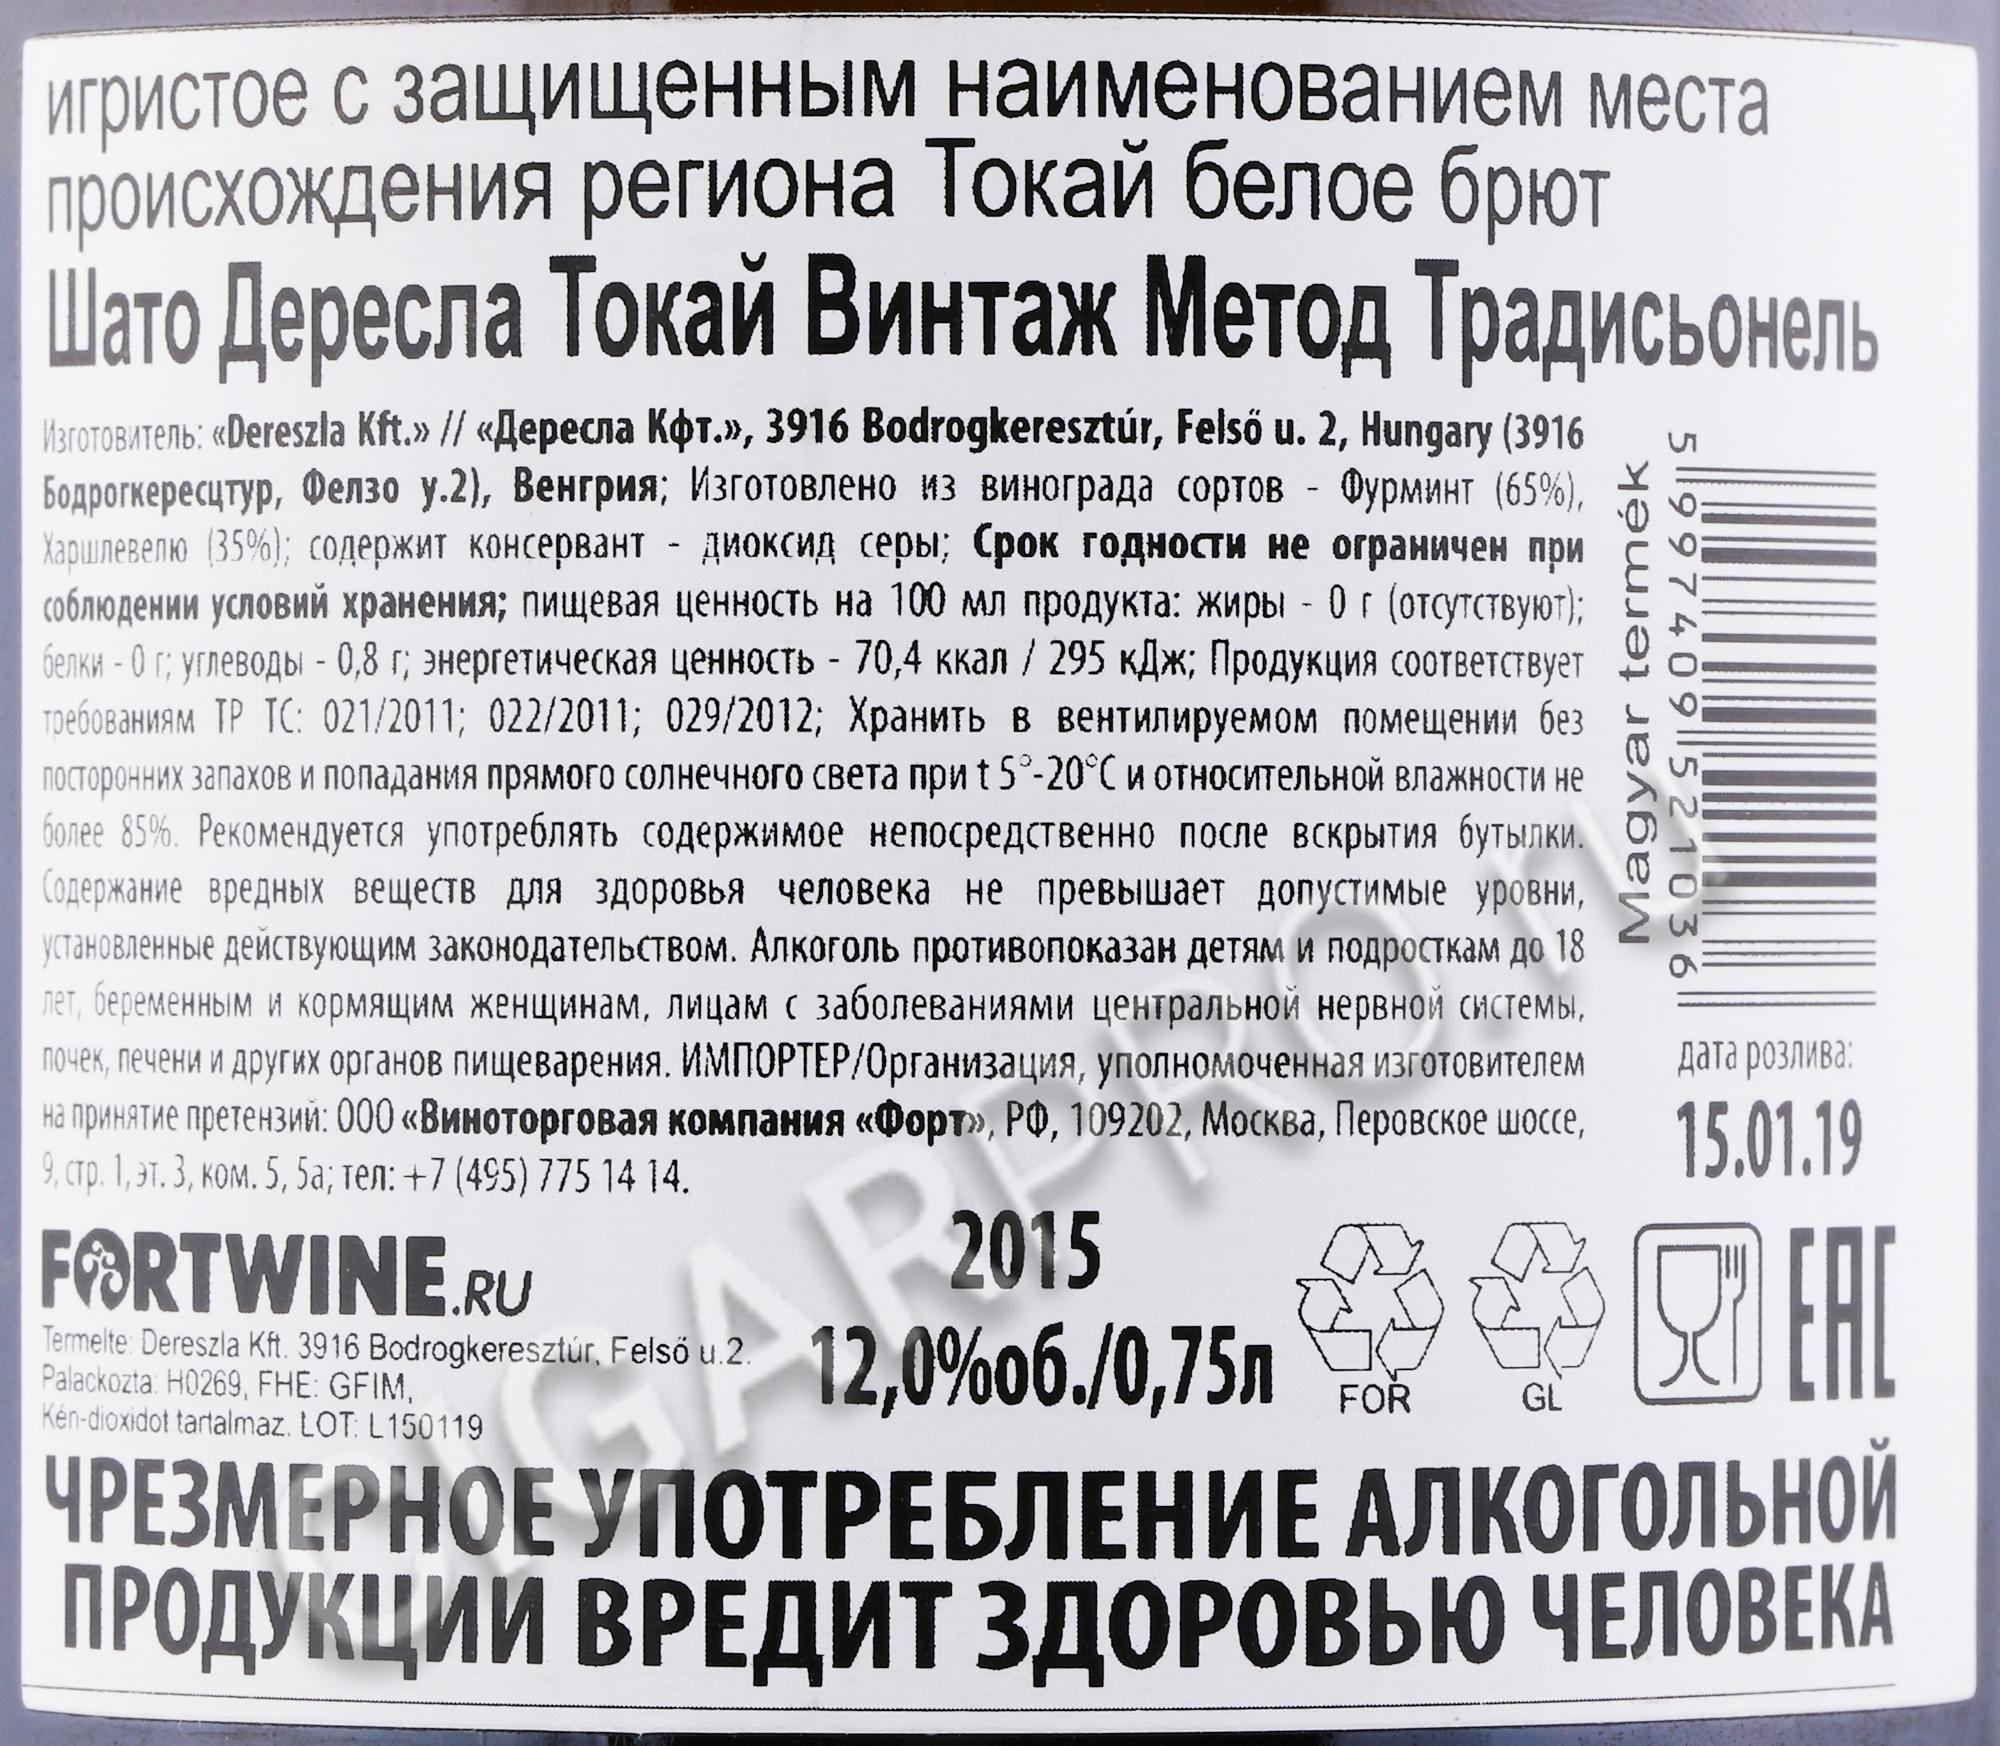 игристое с защищенным наименованием места
происхождения региона Токай белое брют
Шато Дересла Токай Винтаж Метод Традисьонель
Изготовитель: «Dereszla Kft.» // «Дересла Кфт.», 3916 Bodrogkeresztúr, Felső u. 2, Hungary (3916
Бодрогкересцтур, Фелзо у.2), Венгрия; Изготовлено из винограда сортов - Фурминт (65%),
Харшлевелю (35%); содержит консервант - диоксид серы; Срок годности не ограничен при
соблюдении условий хранения; пищевая ценность на 100 мл продукта: жиры - 0 г (отсутствуют);
белки - 0 г; углеводы - 0,8 г; энергетическая ценность - 70,4 ккал / 295 кДж; Продукция соответствует
требованиям ТР ТС: 021/2011; 022/2011; 029/2012; Хранить в вентилируемом помещении без
посторонних запахов и попадания прямого солнечного света при t 5°-20°C и относительной влажности не
более 85%. Рекомендуется употреблять содержимое непосредственно после вскрытия бутылки.
Содержание вредных веществ для здоровья человека не превышает допустимые уровни,
установленные действующим законодательством. Алкоголь противопоказан детям и подросткам до 18
лет, беременным и кормящим женщинам, лицам с заболеваниями центральной нервной системы,
почек, печени и других органов пищеварения. ИМПОРТЕР/Организация, уполномоченная изготовителем
на принятие претензий: ООО «Виноторговая компания «Форт», РФ, 109202, Москва, Перовское шоссе,
9, стр. 1, эт. 3, ком. 5, 5а; тел: +7 (495) 775 14 14.
Magyar termék
5 997409 521036
дата розлива:
15.01.19
FORTWINE.RU
Termelte: Dereszla Kft. 3916 Bodrogkeresztúr, Felső u.2.
Palackozta: H0269, FHE: GFIM,
Kén-dioxidot tartalmaz. LOT: L150119
2015
12,0%об./0,75л
FOR
GL
EAC
ЧРЕЗМЕРНОЕ УПОТРЕБЛЕНИЕ АЛКОГОЛЬНОЙ
ПРОДУКЦИИ ВРЕДИТ ЗДОРОВЬЮ ЧЕЛОВЕКА
CIGARPRO.ru